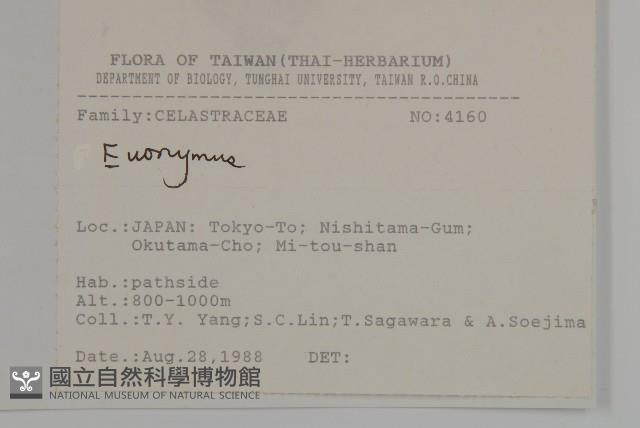 FLORA OF TAIWAN(THAI-HERBARIUM)
DEPARTMENT OF BIOLOGY, TUNGHAI UNIVERSITY, TAIWAN R.O.CHINA
Family:CELASTRACEAE NO:4160
Euonymus
Loc.:JAPAN: Tokyo-To; Nishitama-Gum;
Okutama-Cho; Mi-tou-shan
Hab.:pathside
Alt.:800-1000m
Coll.:T.Y. Yang;S.C.Lin;T.Sagawara & A.Soejima
Date.:Aug.28,1988 DET:
國立自然科學博物館
NATIONAL MUSEUM OF NATURAL SCIENCE